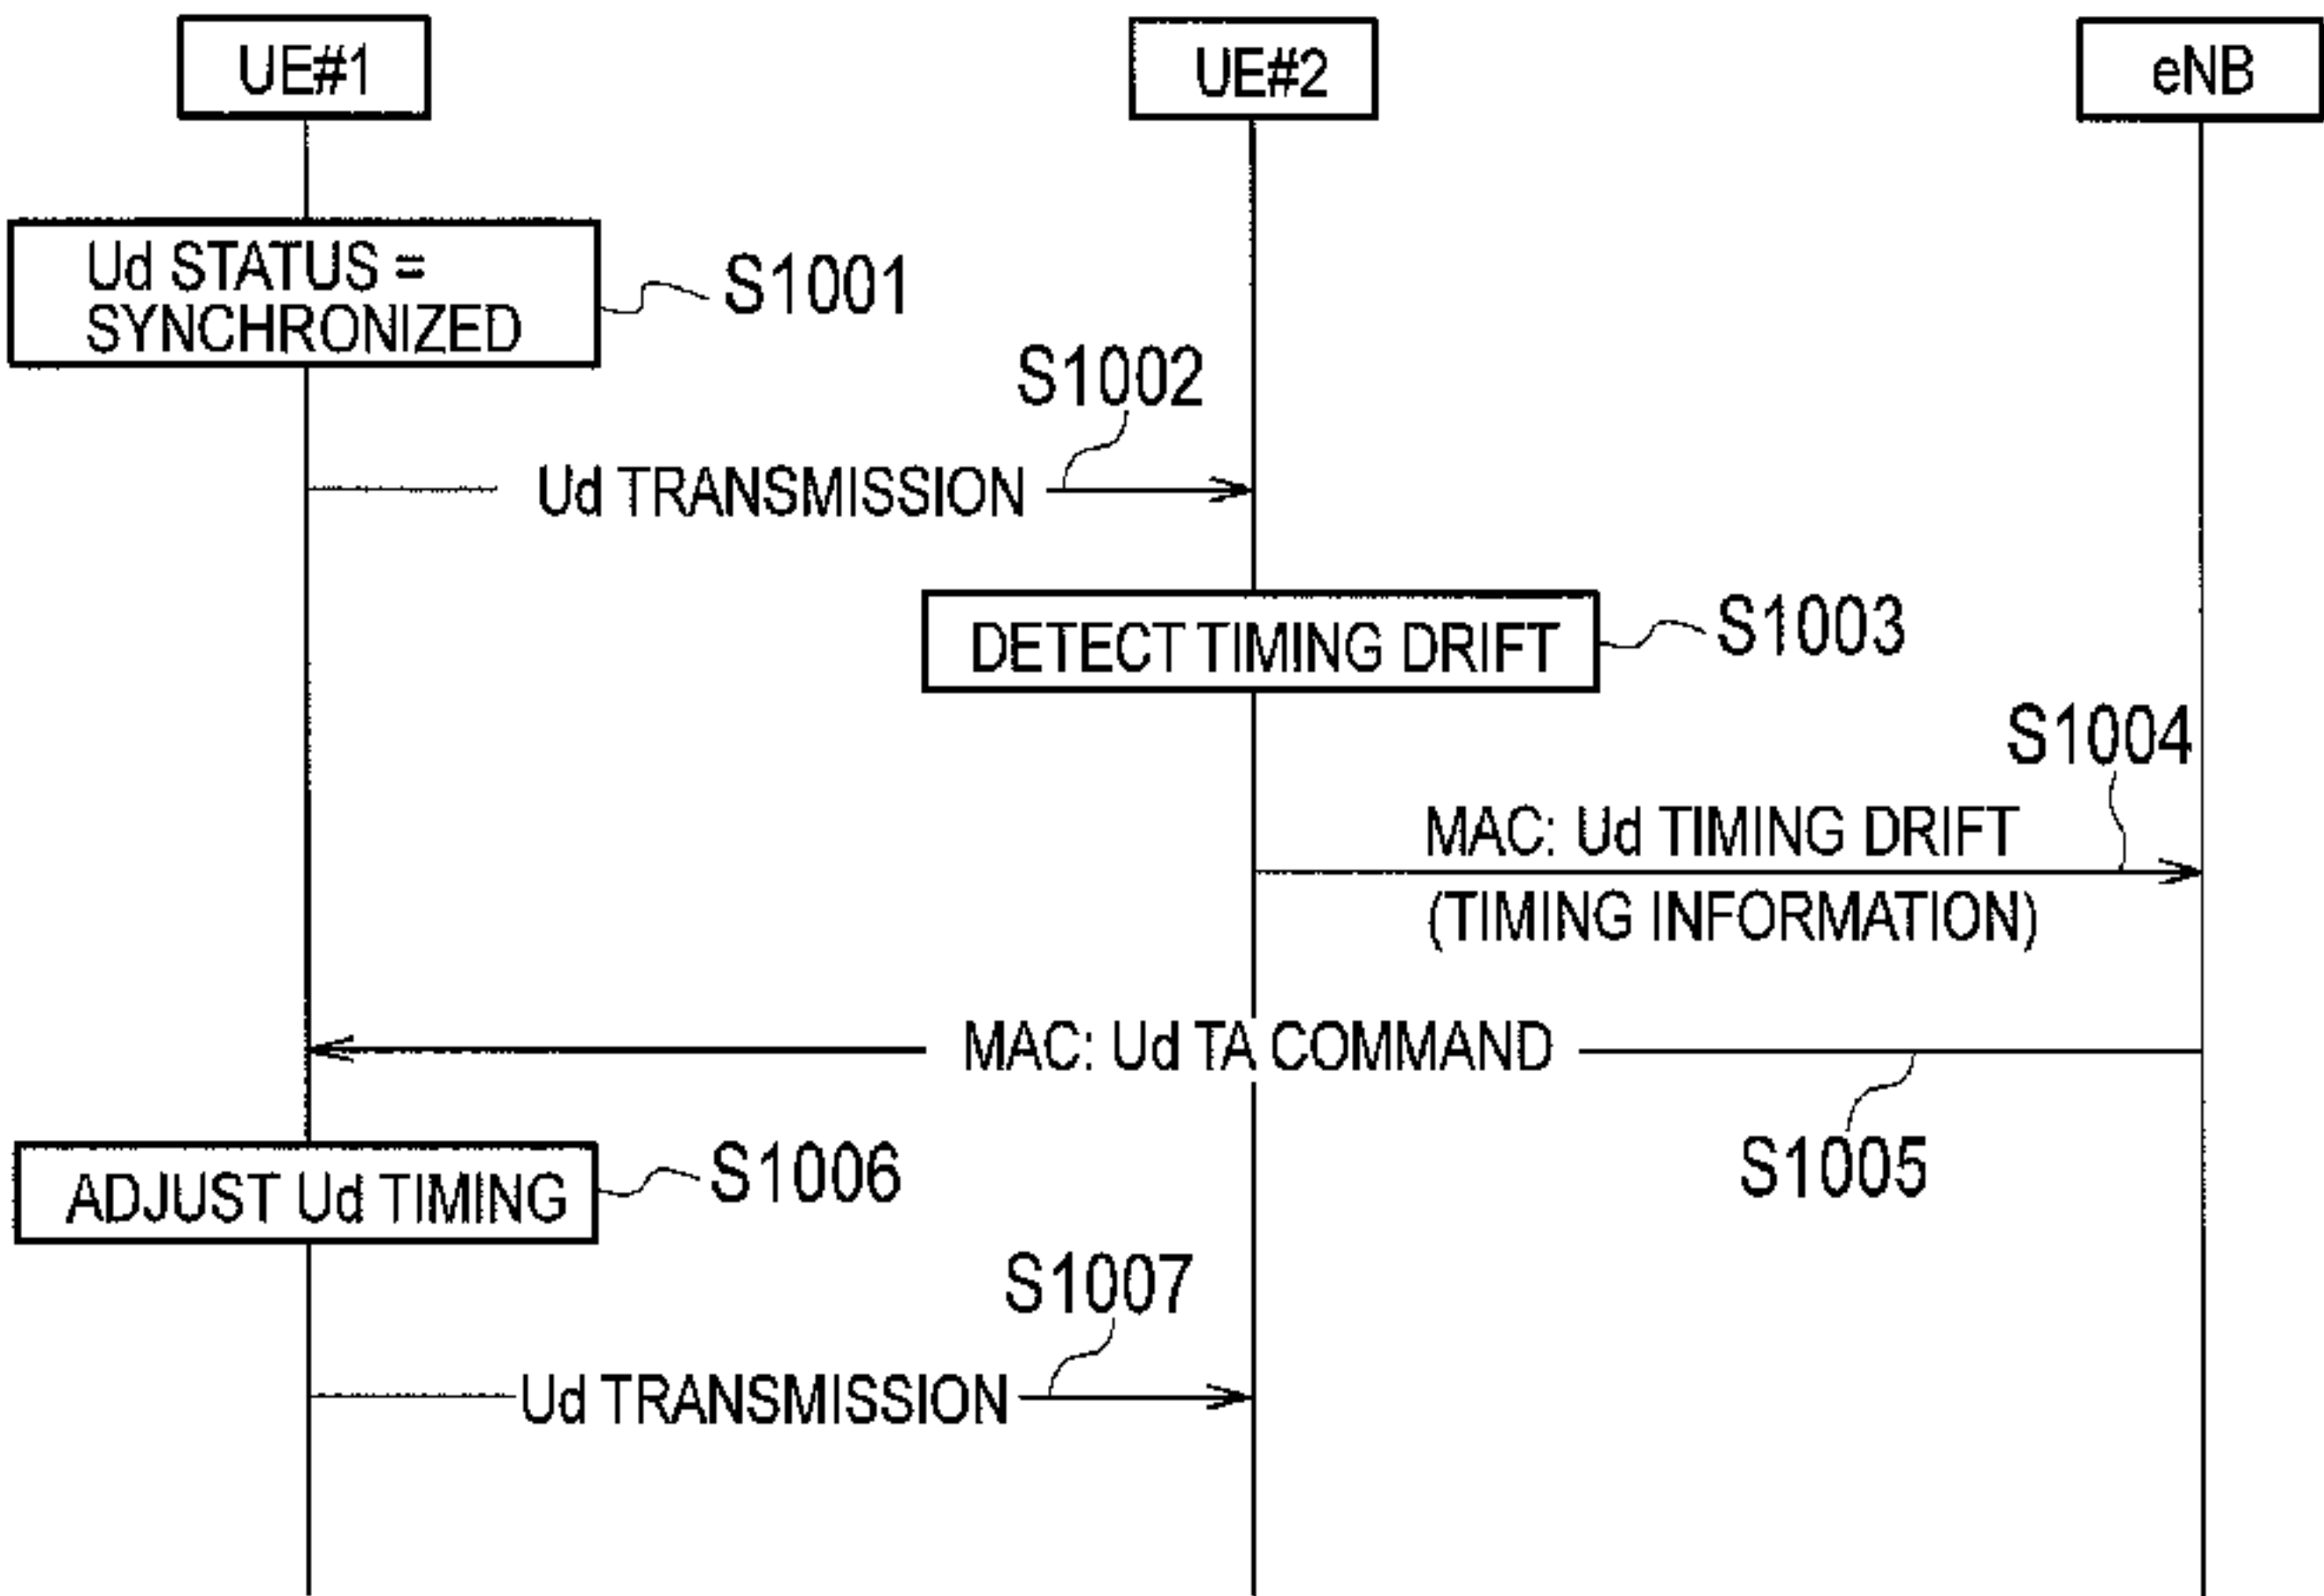 UE#1
UE#2
eNB
Ud STATUS =
SYNCHRONIZED
S1001
S1002
Ud TRANSMISSION
DETECT TIMING DRIFT
S1003
S1004
MAC: Ud TIMING DRIFT
(TIMING INFORMATION)
MAC: Ud TA COMMAND
S1005
ADJUST Ud TIMING
S1006
S1007
Ud TRANSMISSION